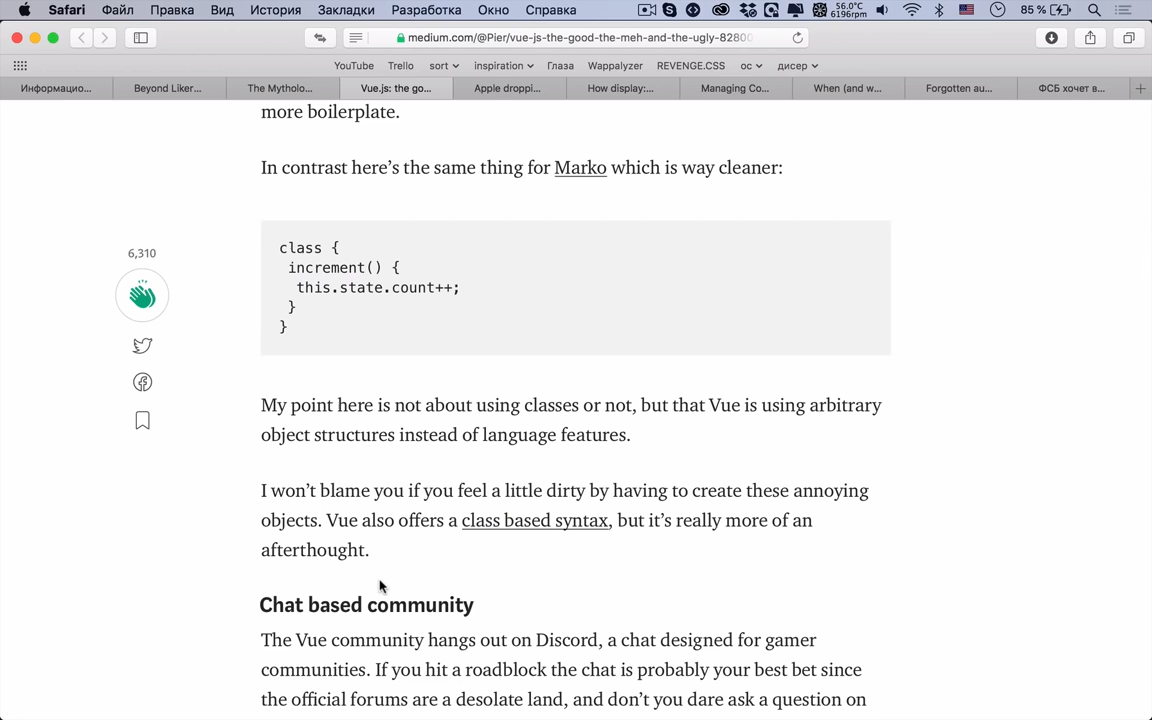 Safari Файл Правка Вид История Закладки Разработка Окно Справка 56.0°C 6196rpm 85 %
medium.com/@Pier/vue-js-the-good-the-meh-and-the-ugly-82800
YouTube Trello sort inspiration Глаза Wappalyzer REVENGE.CSS ос дисер
Информацио... Beyond Liker... The Mytholo... Vue.js: the go... Apple droppi... How display:... Managing Co... When (and w... Forgotten au... ФСБ хочет в...
more boilerplate.
In contrast here’s the same thing for Marko which is way cleaner:
class {
increment() {
this.state.count++;
}
}
6,310
My point here is not about using classes or not, but that Vue is using arbitrary
object structures instead of language features.
I won’t blame you if you feel a little dirty by having to create these annoying
objects. Vue also offers a class based syntax, but it’s really more of an
afterthought.
Chat based community
The Vue community hangs out on Discord, a chat designed for gamer
communities. If you hit a roadblock the chat is probably your best bet since
the official forums are a desolate land, and don’t you dare ask a question on